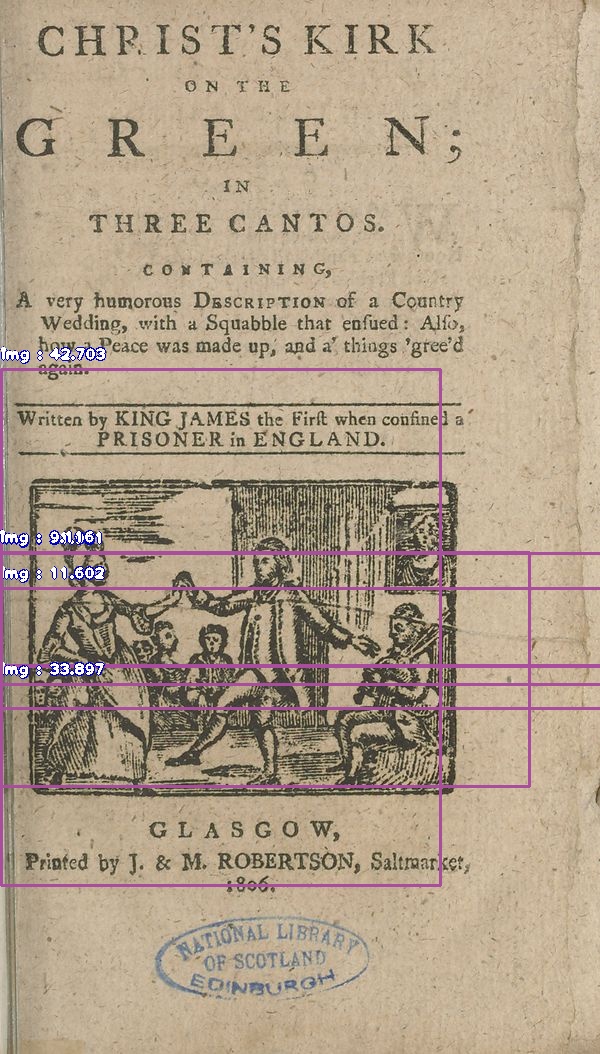 CHRIST'S KIRK
ON THE
GREEN;
IN
THREE CANTOS.
CONTAINING,
A very humorous DESCRIPTION of a Country
Wedding, with a Squabble that enſued: Alſo,
how a Peace was made up, and a' things 'gree'd
Img : 42.703
again.
Written by KING JAMES the Firſt when confined a
PRISONER in ENGLAND.
Img : 11.602
Img : 33.897
GLASGOW,
Printed by J. & M. ROBERTSON, Saltmarket,
1806.
NATIONAL LIBRARY
OF SCOTLAND
EDINBURGH